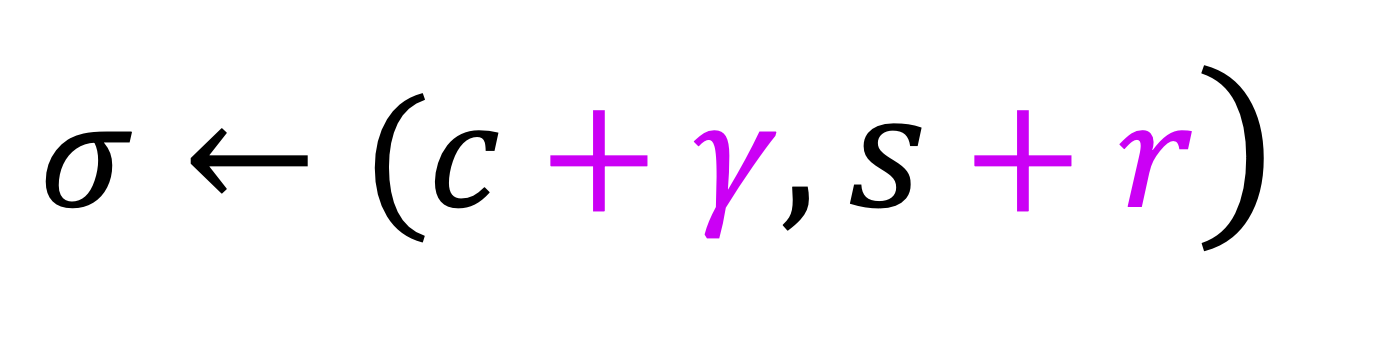 σ ← (c + γ, s + r)